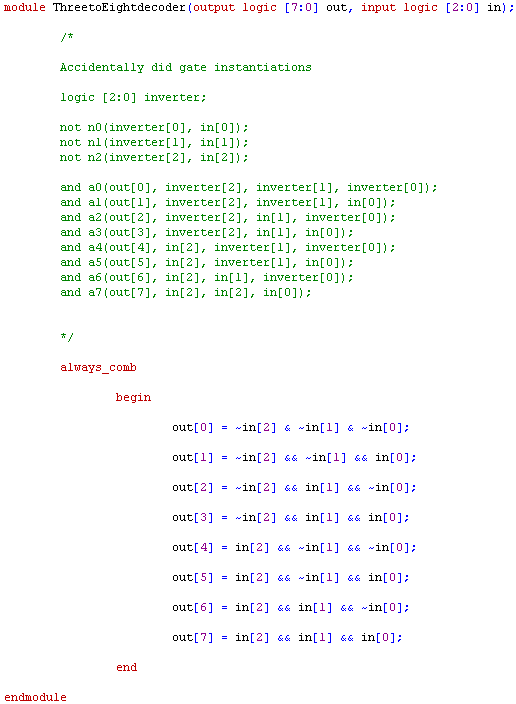 module ThreetoEightdecoder(output logic [7:0] out, input logic [2:0] in);
/*
Accidentally did gate instantiations
logic [2:0] inverter;
not n0(inverter[0], in[0]);
not n1(inverter[1], in[1]);
not n2(inverter[2], in[2]);
and a0(out[0], inverter[2], inverter[1], inverter[0]);
and a1(out[1], inverter[2], inverter[1], in[0]);
and a2(out[2], inverter[2], in[1], inverter[0]);
and a3(out[3], inverter[2], in[1], in[0]);
and a4(out[4], in[2], inverter[1], inverter[0]);
and a5(out[5], in[2], inverter[1], in[0]);
and a6(out[6], in[2], in[1], inverter[0]);
and a7(out[7], in[2], in[2], in[0]);
*/
always_comb
begin
out[0] = ~in[2] & ~in[1] & ~in[0];
out[1] = ~in[2] && ~in[1] && in[0];
out[2] = ~in[2] && in[1] && ~in[0];
out[3] = ~in[2] && in[1] && in[0];
out[4] = in[2] && ~in[1] && ~in[0];
out[5] = in[2] && ~in[1] && in[0];
out[6] = in[2] && in[1] && ~in[0];
out[7] = in[2] && in[1] && in[0];
end
endmodule